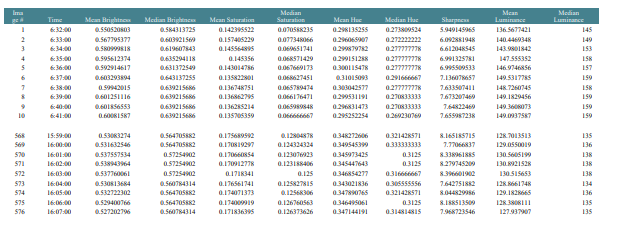 Ima
ge # Time Mean Brightness Median Brightness Mean Saturation Median Saturation Mean Hue Median Hue Sharpness Mean Luminance Median Luminance
1 6:32:00 0.550520803 0.584313725 0.142395522 0.070588235 0.298135255 0.273809524 5.949145965 136.5677421 145
2 6:33:00 0.567795377 0.603921569 0.157405229 0.077348066 0.296065907 0.272222222 6.092881948 140.4469348 149
3 6:34:00 0.580999818 0.619607843 0.145564895 0.069651741 0.299879782 0.277777778 6.612048545 143.9801842 153
4 6:35:00 0.595612374 0.635294118 0.145356 0.068571429 0.299151288 0.277777778 6.991325781 147.555352 158
5 6:36:00 0.592914617 0.631372549 0.143014786 0.067669173 0.300115478 0.277777778 6.995509533 146.9746856 157
6 6:37:00 0.603293894 0.643137255 0.135822801 0.068627451 0.31015093 0.291666667 7.136078657 149.5317785 159
7 6:38:00 0.59942015 0.639215686 0.136748751 0.065789474 0.303042577 0.277777778 7.633507411 148.7260745 158
8 6:39:00 0.601251116 0.639215686 0.136862795 0.066176471 0.299531191 0.270833333 7.673207469 149.1829456 159
9 6:40:00 0.601856553 0.639215686 0.136285214 0.065989848 0.296831473 0.270833333 7.64822469 149.3608073 159
10 6:41:00 0.60081587 0.639215686 0.135705359 0.066666667 0.295252254 0.269230769 7.655987238 149.0937587 159
568 15:59:00 0.53083274 0.564705882 0.175689592 0.12804878 0.348272606 0.321428571 8.165185715 128.7013513 135
569 16:00:00 0.531632546 0.564705882 0.170819297 0.124324324 0.349545399 0.333333333 7.77066837 129.0550019 136
570 16:01:00 0.537557534 0.57254902 0.170660854 0.123076923 0.345973425 0.3125 8.338961885 130.5605199 138
571 16:02:00 0.538943964 0.57254902 0.170912778 0.123188406 0.345447643 0.3125 8.279745209 130.8921528 138
572 16:03:00 0.537760061 0.57254902 0.1718341 0.125 0.346854277 0.316666667 8.396601902 130.515653 138
573 16:04:00 0.530813684 0.560784314 0.176561741 0.125827815 0.343021836 0.305555556 7.642751882 128.8661748 134
574 16:05:00 0.532722302 0.564705882 0.174071373 0.12568306 0.347890765 0.321428571 8.044829986 129.1828665 136
575 16:06:00 0.529400766 0.564705882 0.174009919 0.126760563 0.346495061 0.3125 8.188513509 128.3808111 135
576 16:07:00 0.527202796 0.560784314 0.171836395 0.126373626 0.347144191 0.314814815 7.968723546 127.937907 135